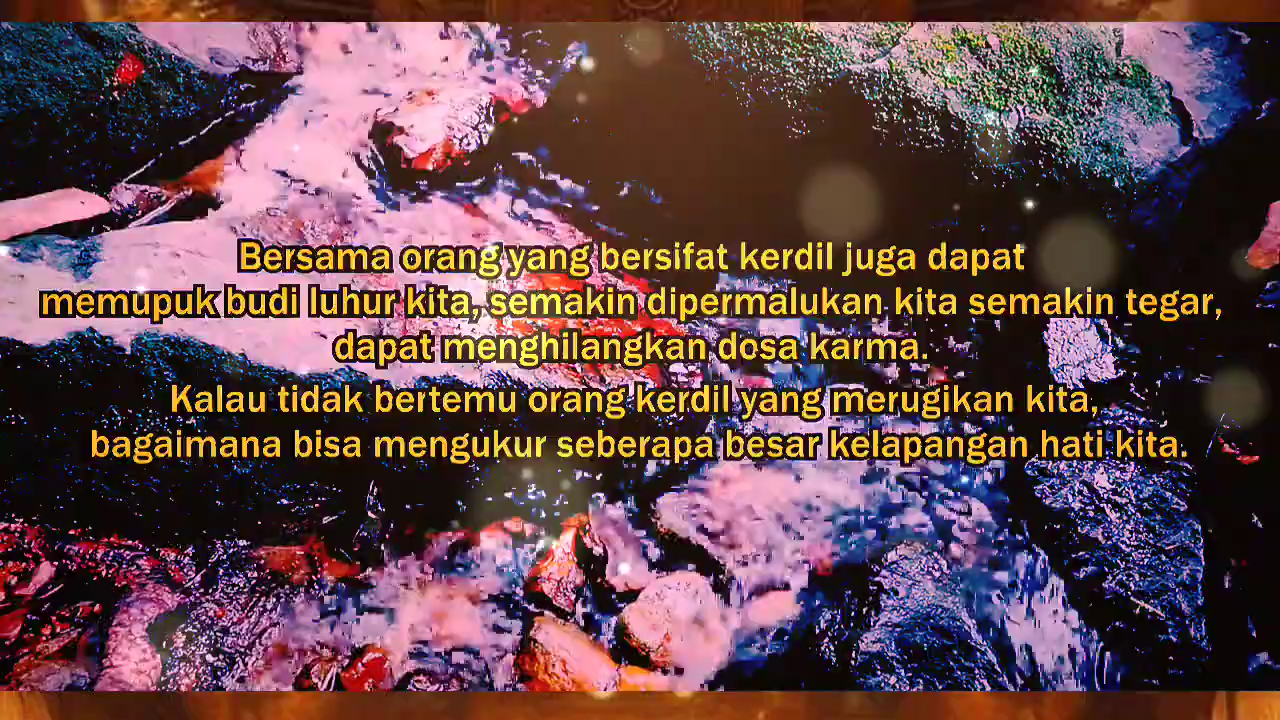 Bersama orang yang bersifat kerdil juga dapat
memupuk budi luhur kita, semakin dipermalukan kita semakin tegar,
dapat menghilangkan dosa karma.
Kalau tidak bertemu orang kerdil yang merugikan kita,
bagaimana bisa mengukur seberapa besar kelapangan hati kita.